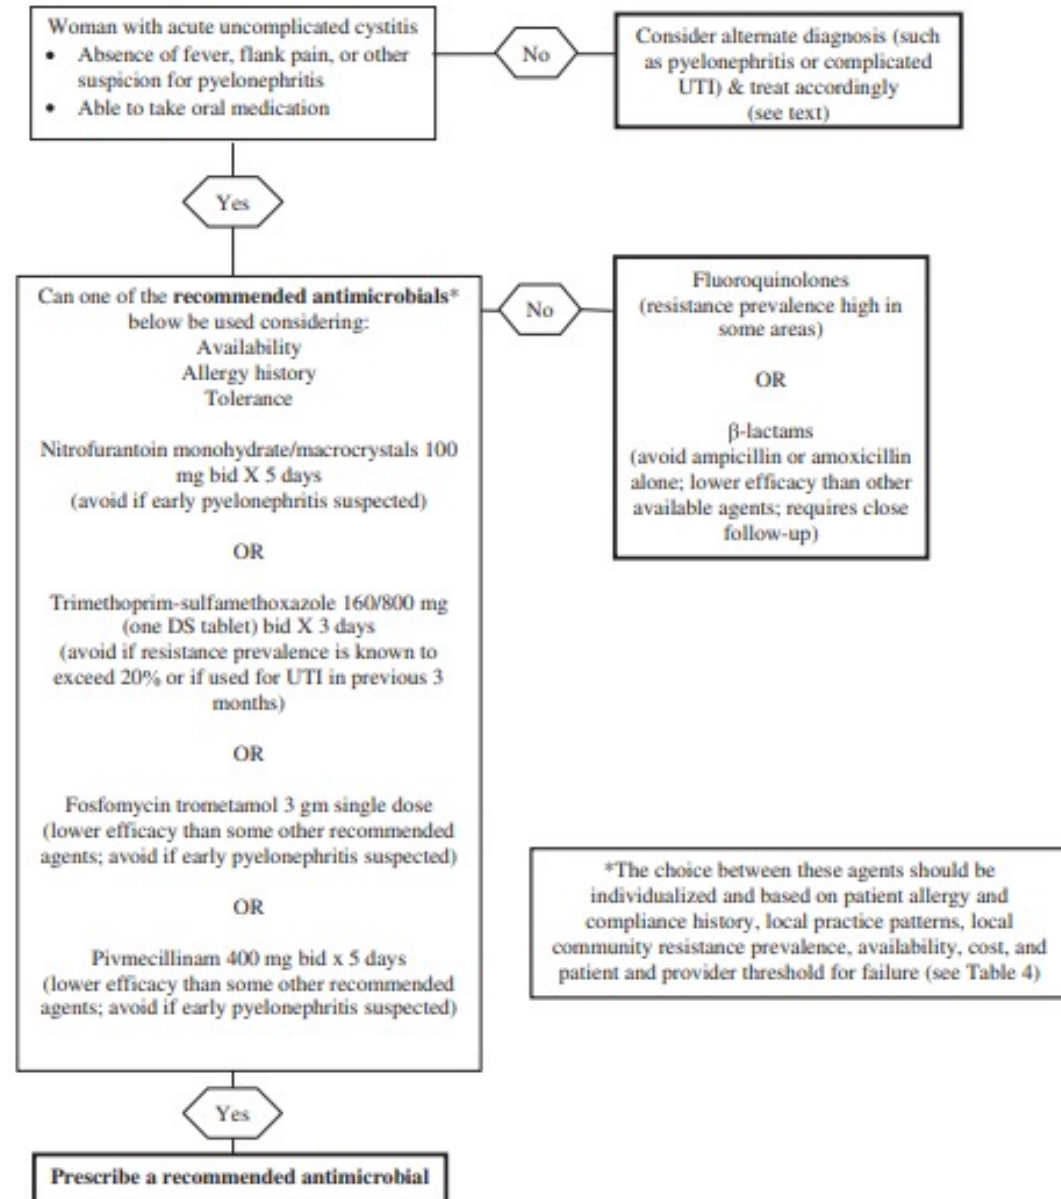 Woman with acute uncomplicated cystitis
• Absence of fever, flank pain, or other
suspicion for pyelonephritis
• Able to take oral medication
No
Consider alternate diagnosis (such
as pyelonephritis or complicated
UTI) & treat accordingly
(see text)
Yes
Can one of the recommended antimicrobials*
below be used considering:
Availability
Allergy history
Tolerance
Nitrofurantoin monohydrate/macrocrystals 100
mg bid X 5 days
(avoid if early pyelonephritis suspected)
OR
Trimethoprim-sulfamethoxazole 160/800 mg
(one DS tablet) bid X 3 days
(avoid if resistance prevalence is known to
exceed 20% or if used for UTI in previous 3
months)
OR
Fosfomycin trometamol 3 gm single dose
(lower efficacy than some other recommended
agents; avoid if early pyelonephritis suspected)
OR
Pivmecillinam 400 mg bid x 5 days
(lower efficacy than some other recommended
agents; avoid if early pyelonephritis suspected)
No
Fluoroquinolones
(resistance prevalence high in
some areas)
OR
β-lactams
(avoid ampicillin or amoxicillin
alone; lower efficacy than other
available agents; requires close
follow-up)
*The choice between these agents should be
individualized and based on patient allergy and
compliance history, local practice patterns, local
community resistance prevalence, availability, cost, and
patient and provider threshold for failure (see Table 4)
Yes
Prescribe a recommended antimicrobial